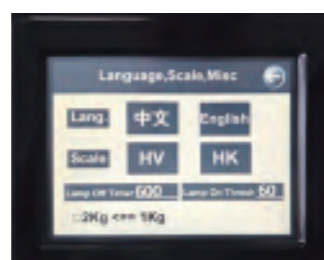 Language,Scale,Misc
Lang. 中文 English
Scale HV HK
Lamp Off Timer 600 Lamp On Thresh 50
□2Kg <== 1Kg